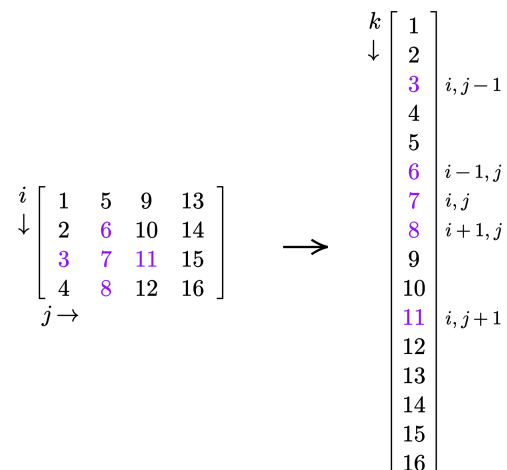 i
↓
1 5 9 13
2 6 10 14
3 7 11 15
4 8 12 16
j →
→
k
↓
1
2
3 i, j − 1
4
5
6 i − 1, j
7 i, j
8 i + 1, j
9
10
11 i, j + 1
12
13
14
15
16